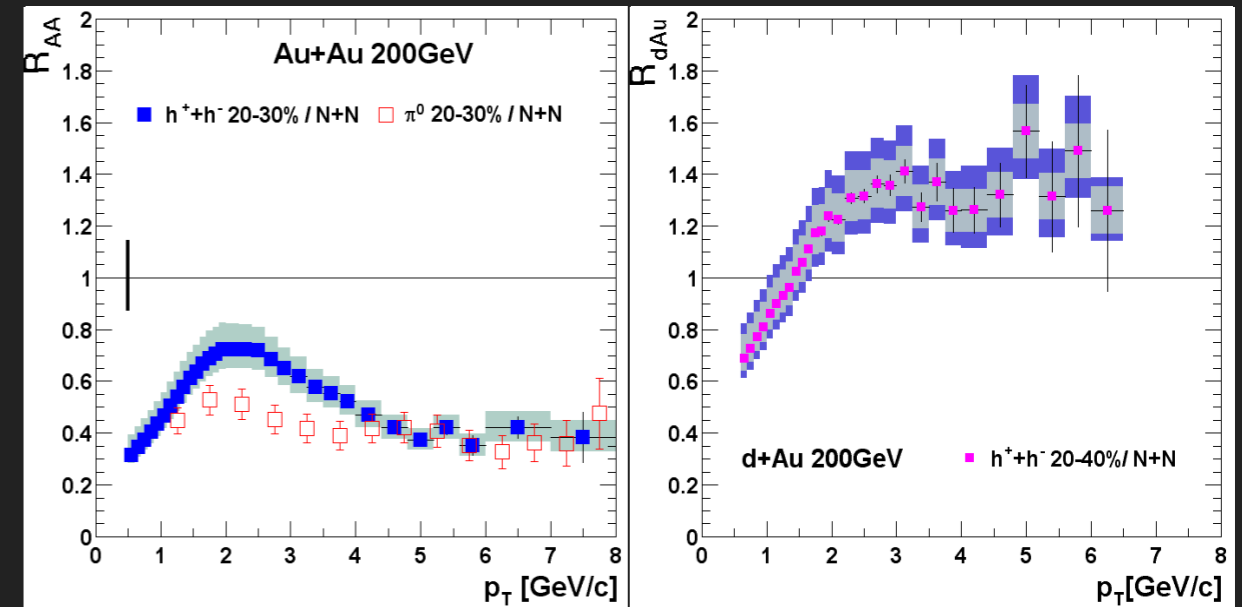 R_AA
2
1.8
1.6
1.4
1.2
1
0.8
0.6
0.4
0.2
0
Au+Au 200GeV
h⁺+h⁻ 20-30% / N+N
π⁰ 20-30% / N+N
0 1 2 3 4 5 6 7 8
p_T [GeV/c]
R_dAu
2
1.8
1.6
1.4
1.2
1
0.8
0.6
0.4
0.2
0
d+Au 200GeV
h⁺+h⁻ 20-40%/ N+N
0 1 2 3 4 5 6 7 8
p_T[GeV/c]